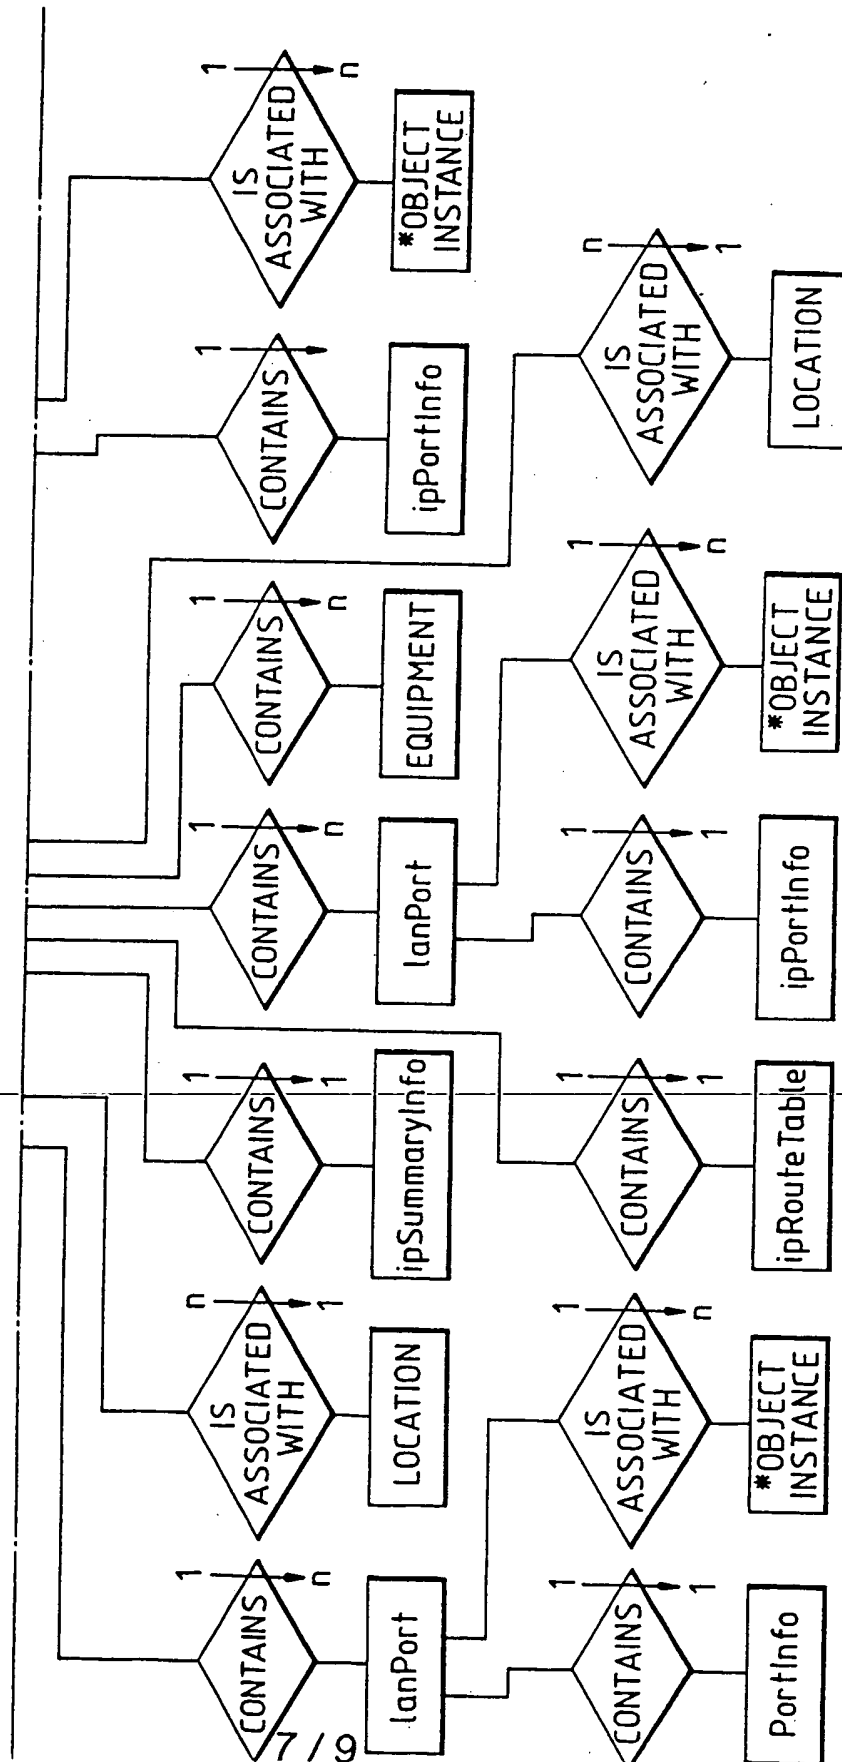 1
n
IS
ASSOCIATED
WITH
*OBJECT
INSTANCE
1
CONTAINS
ipPortInfo
n
1
IS
ASSOCIATED
WITH
LOCATION
1
n
CONTAINS
EQUIPMENT
1
n
IS
ASSOCIATED
WITH
*OBJECT
INSTANCE
1
n
CONTAINS
lanPort
1
1
CONTAINS
ipPortInfo
1
1
CONTAINS
ipSummaryInfo
1
1
CONTAINS
ipRouteTable
n
1
IS
ASSOCIATED
WITH
LOCATION
1
n
IS
ASSOCIATED
WITH
*OBJECT
INSTANCE
1
n
CONTAINS
lanPort
1
1
CONTAINS
PortInfo
7/9